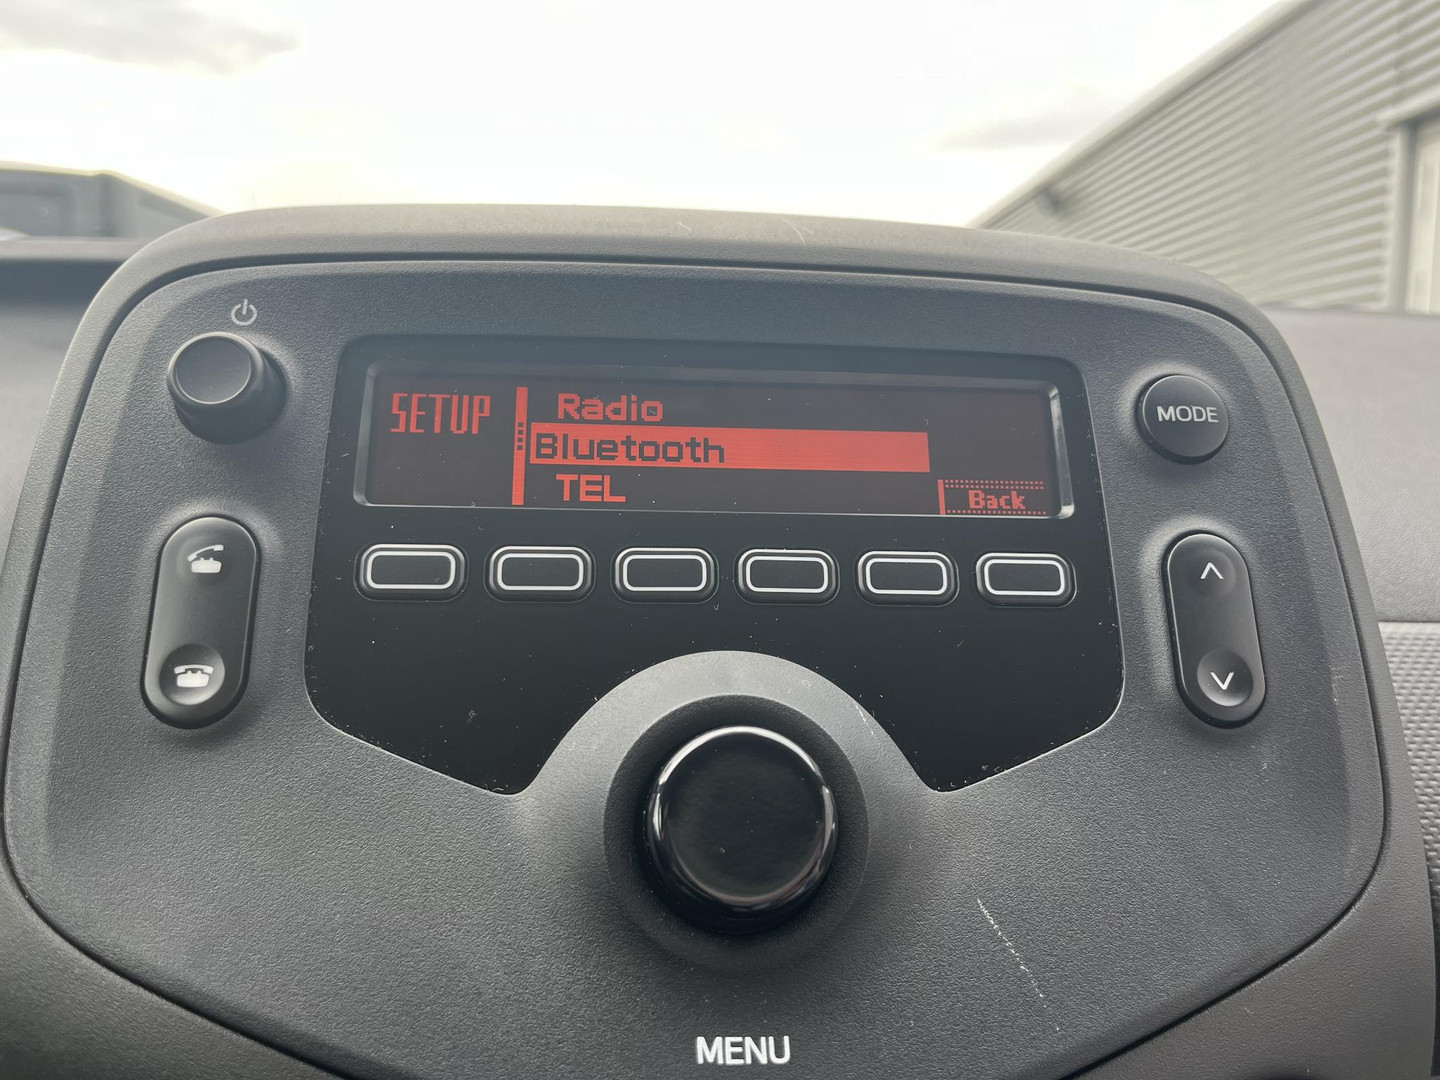 SETUP
Radio
Bluetooth
TEL
Back
MODE
MENU